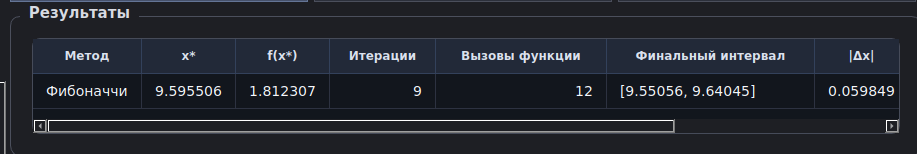 Результаты
Метод x* f(x*) Итерации Вызовы функции Финальный интервал |Δx|
Фибоначчи 9.595506 1.812307 9 12 [9.55056, 9.64045] 0.059849